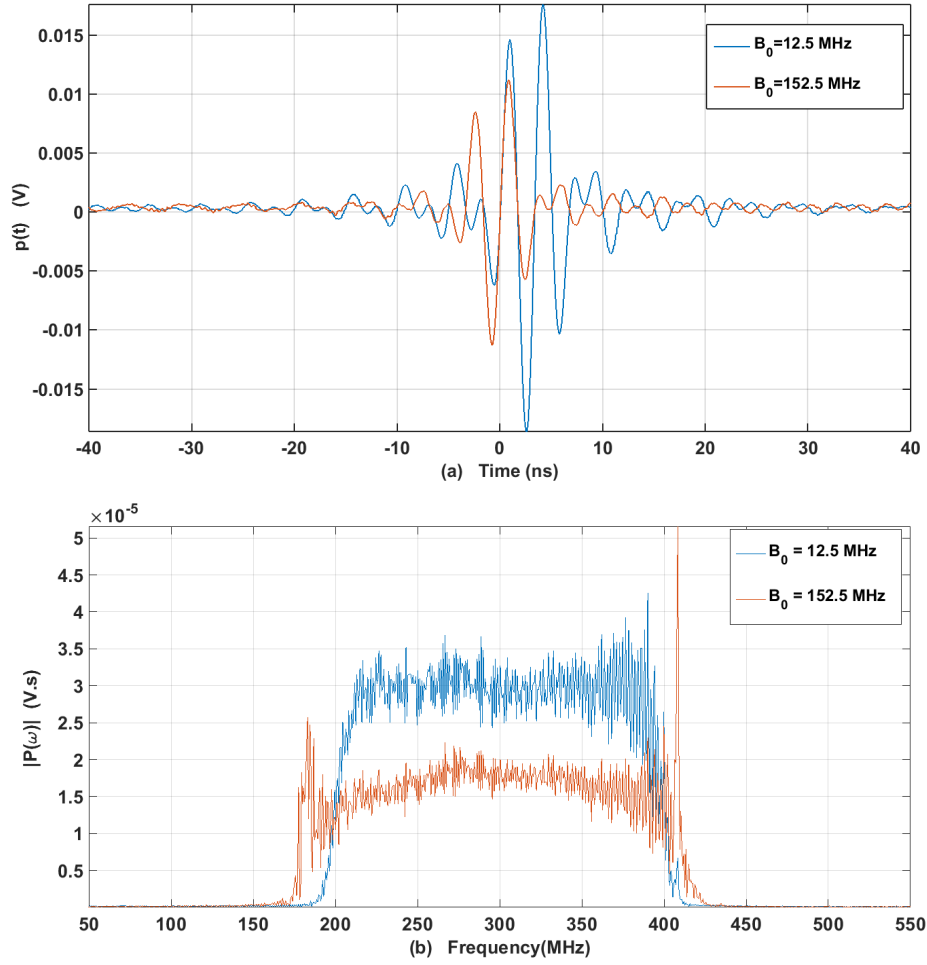 0.015
0.01
0.005
0
-0.005
-0.01
-0.015
p(t) (V)
B0=12.5 MHz
B0=152.5 MHz
-40 -30 -20 -10 0 10 20 30 40
(a) Time (ns)
×10-5
5
4.5
4
3.5
3
2.5
2
1.5
1
0.5
|P(ω)| (V.s)
B0 = 12.5 MHz
B0 = 152.5 MHz
50 100 150 200 250 300 350 400 450 500 550
(b) Frequency(MHz)